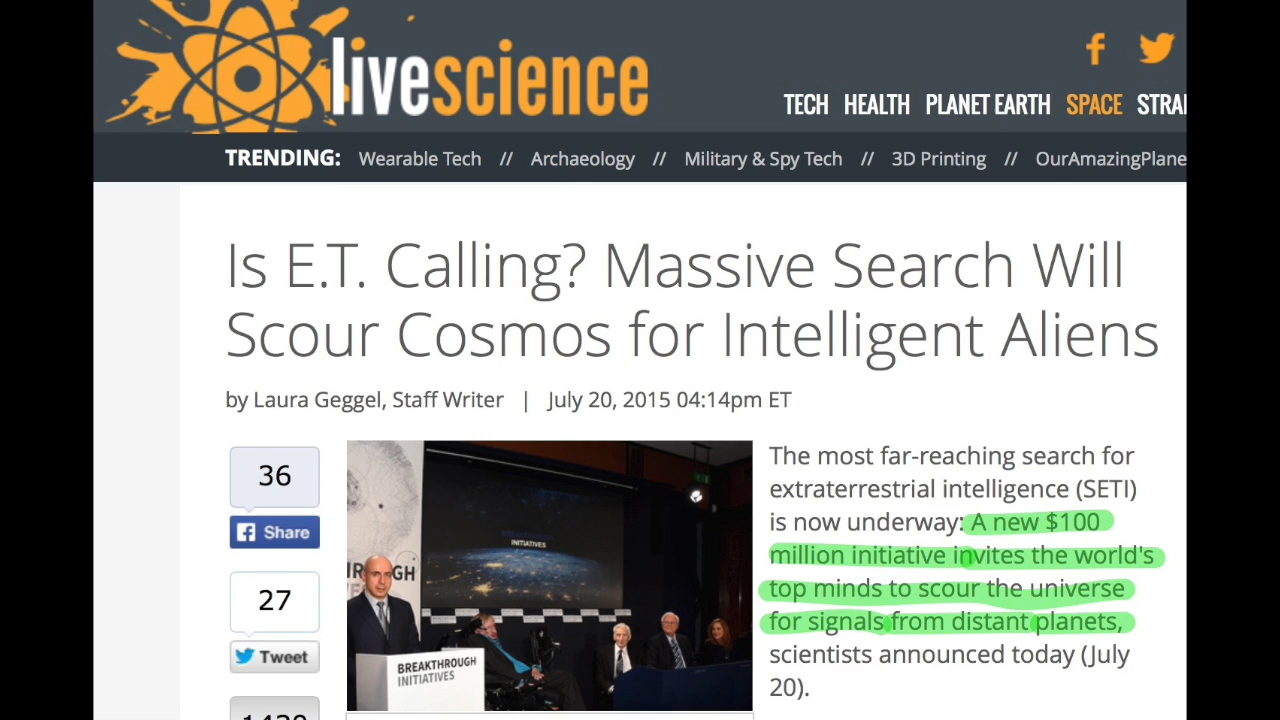 livescience
TECH HEALTH PLANET EARTH SPACE STRA
TRENDING: Wearable Tech // Archaeology // Military & Spy Tech // 3D Printing // OurAmazingPlane
Is E.T. Calling? Massive Search Will
Scour Cosmos for Intelligent Aliens
by Laura Geggel, Staff Writer | July 20, 2015 04:14pm ET
36
Share
27
Tweet
INITIATIVES
BREAKTHROUGH
INITIATIVES
The most far-reaching search for
extraterrestrial intelligence (SETI)
is now underway: A new $100
million initiative invites the world's
top minds to scour the universe
for signals from distant planets,
scientists announced today (July
20).